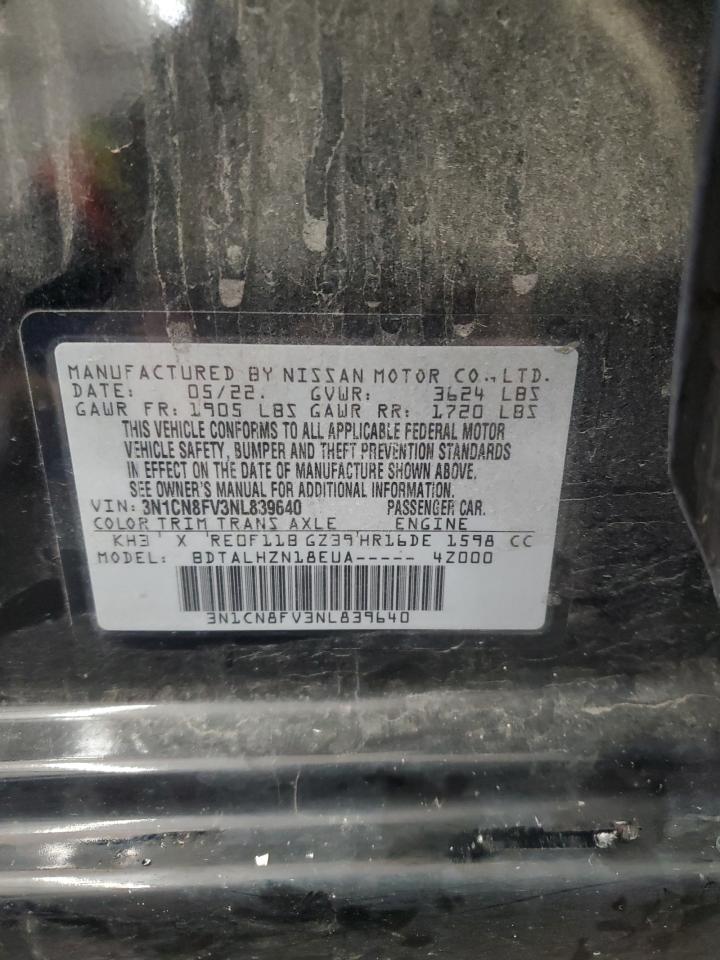 MANUFACTURED BY NISSAN MOTOR CO., LTD.
DATE: 05/22. GVWR: 3624 LBS
GAWR FR: 1905 LBS GAWR RR: 1720 LBS
THIS VEHICLE CONFORMS TO ALL APPLICABLE FEDERAL MOTOR
VEHICLE SAFETY, BUMPER AND THEFT PREVENTION STANDARDS
IN EFFECT ON THE DATE OF MANUFACTURE SHOWN ABOVE.
SEE OWNER'S MANUAL FOR ADDITIONAL INFORMATION.
VIN: 3N1CN8FV3NL839640 PASSENGER CAR.
COLOR TRIM TRANS AXLE ENGINE
KH3 ' X 'RE0F11B GZ39'HR16DE 1598 CC
MODEL: BDTALHZN18EUA----- 4Z000
3N1CN8FV3NL839640